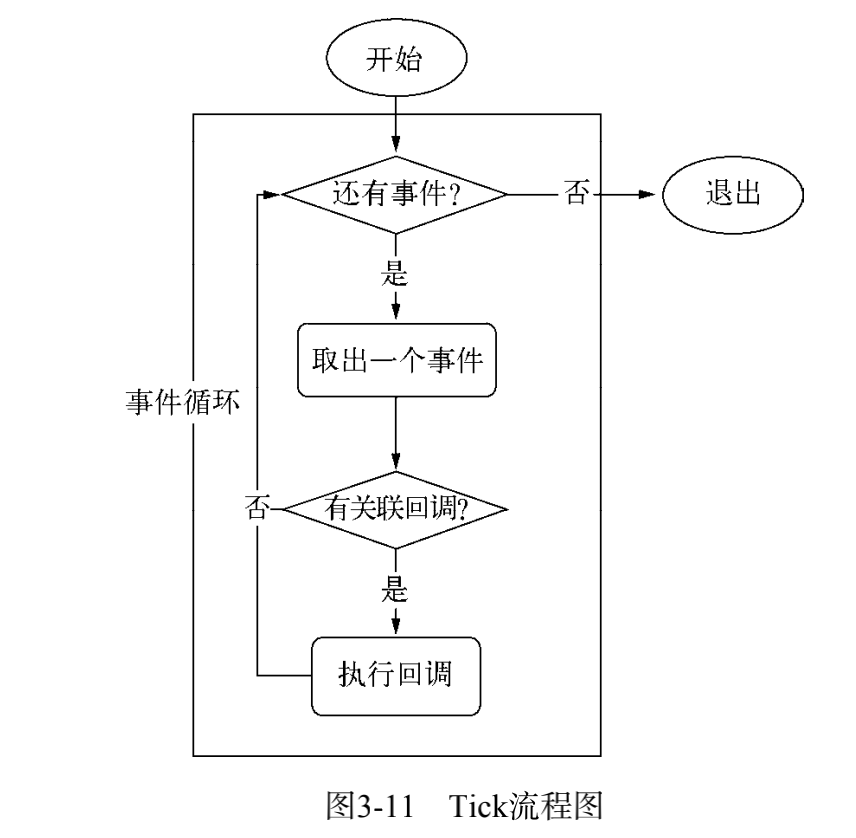 开始
还有事件?
否
退出
是
取出一个事件
事件循环
有关联回调?
否
是
执行回调
图3-11 Tick流程图